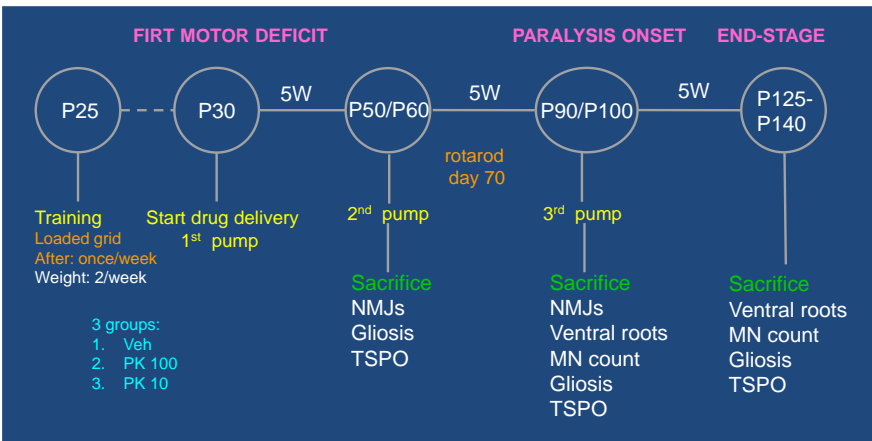 FIRT MOTOR DEFICIT
PARALYSIS ONSET
END-STAGE
P25
P30
5W
P50/P60
5W
P90/P100
5W
P125-
P140
rotarod
day 70
Training
Loaded grid
After: once/week
Weight: 2/week
Start drug delivery
1st pump
2nd pump
3rd pump
3 groups:
1. Veh
2. PK 100
3. PK 10
Sacrifice
NMJs
Gliosis
TSPO
Sacrifice
NMJs
Ventral roots
MN count
Gliosis
TSPO
Sacrifice
Ventral roots
MN count
Gliosis
TSPO